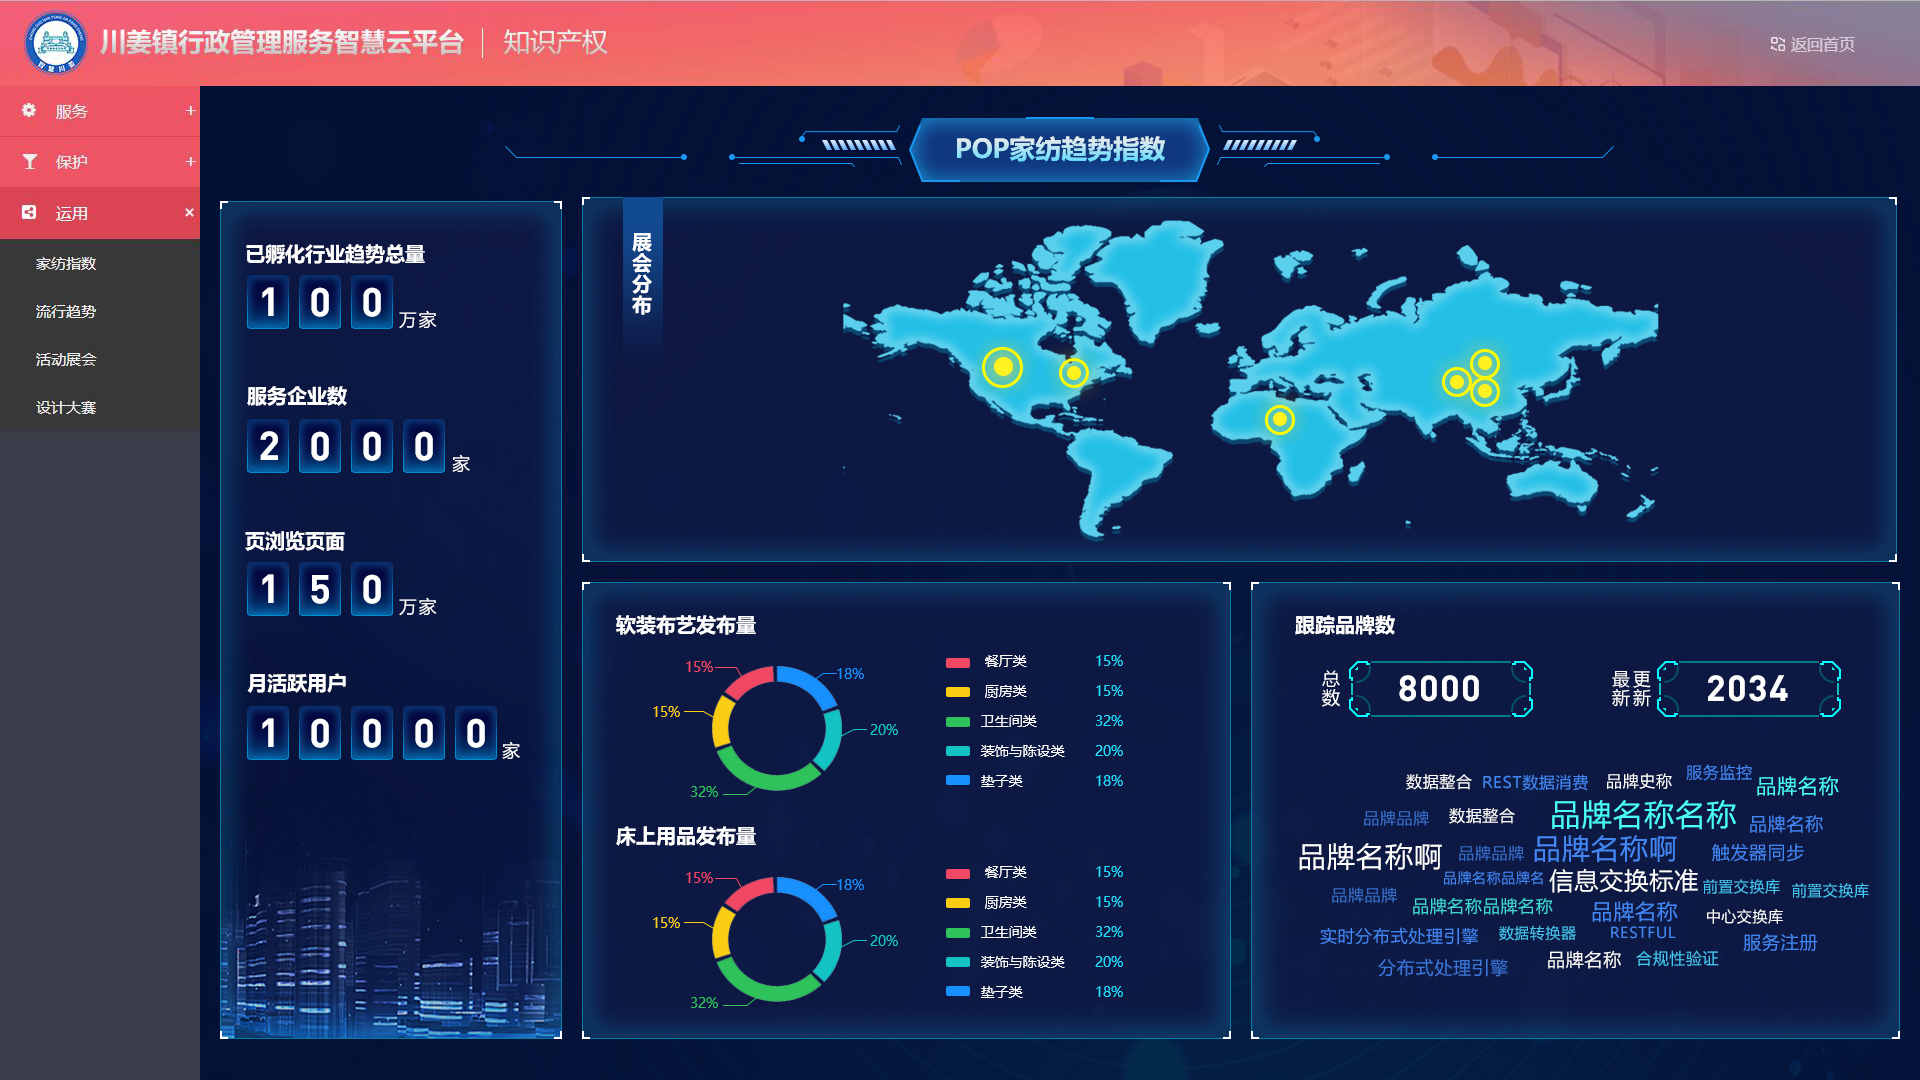 川姜镇行政管理服务智慧云平台 知识产权
返回首页
服务 +
保护 +
运用 ×
家纺指数
流行趋势
活动展会
设计大赛
POP家纺趋势指数
已孵化行业趋势总量
100万家
服务企业数
2000家
页浏览页面
150万家
月活跃用户
10000家
展会分布
软装布艺发布量
15%
18%
15%
20%
32%
餐厅类 15%
厨房类 15%
卫生间类 32%
装饰与陈设类 20%
垫子类 18%
床上用品发布量
15%
18%
15%
20%
32%
餐厅类 15%
厨房类 15%
卫生间类 32%
装饰与陈设类 20%
垫子类 18%
跟踪品牌数
总数 8000
最新更新 2034
数据整合 REST数据消费 品牌史称 服务监控 品牌名称
品牌品牌 数据整合 品牌名称名称 品牌名称
品牌名称啊 品牌品牌 品牌名称啊 触发器同步
品牌品牌 品牌名称品牌名 信息交换标准 前置交换库 前置交换库
品牌名称品牌名称 品牌名称 中心交换库
实时分布式处理引擎 数据转换器 RESTFUL 服务注册
分布式处理引擎 品牌名称 合规性验证